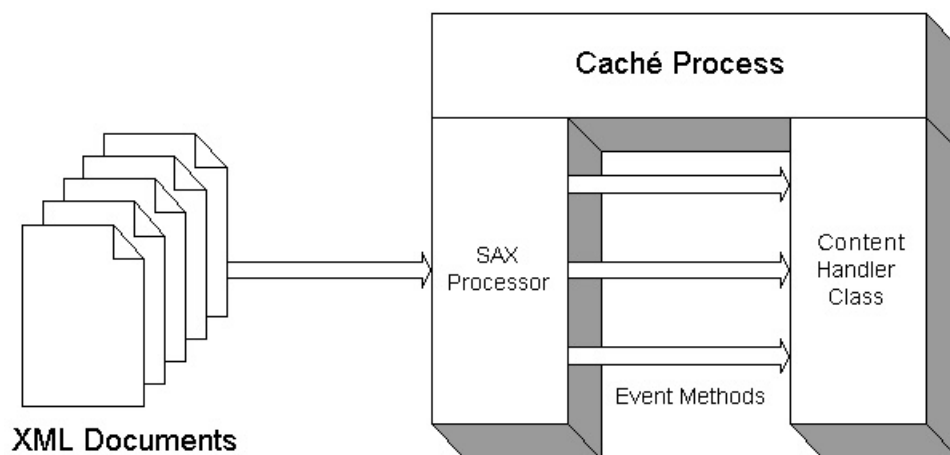 Caché Process
SAX
Processor
Content
Handler
Class
Event Methods
XML Documents